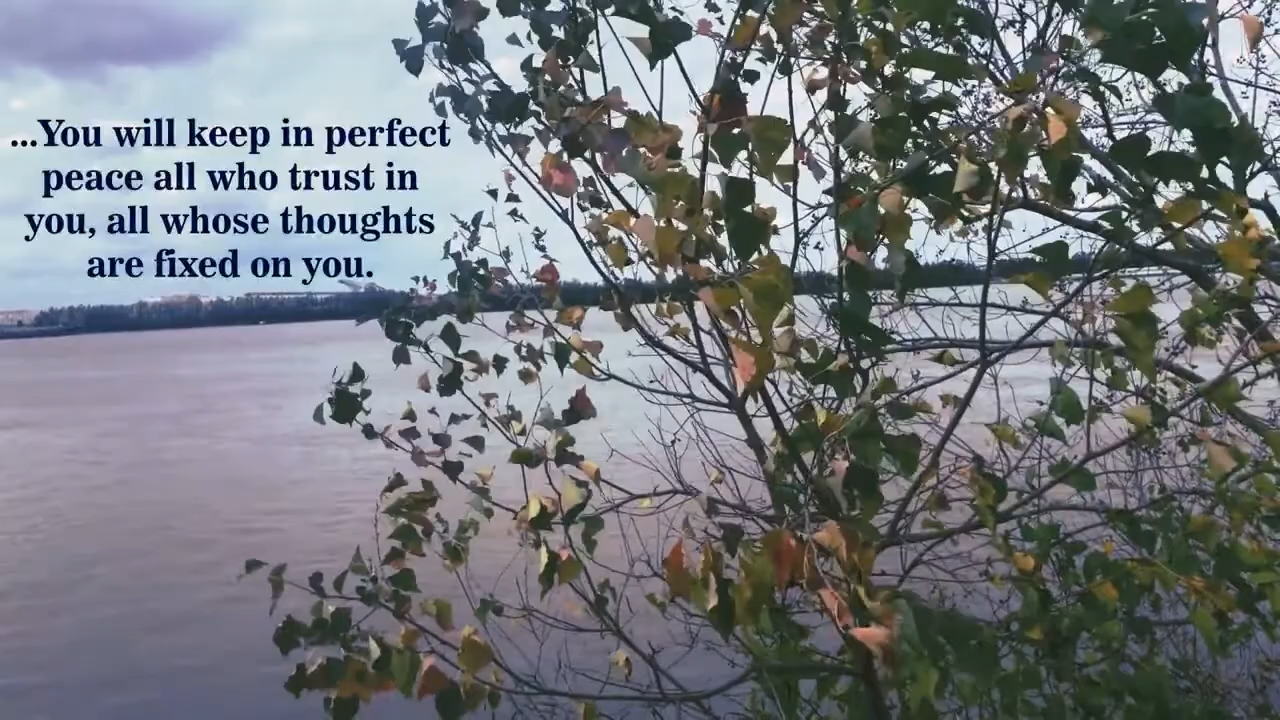 ...You will keep in perfect
peace all who trust in
you, all whose thoughts
are fixed on you.